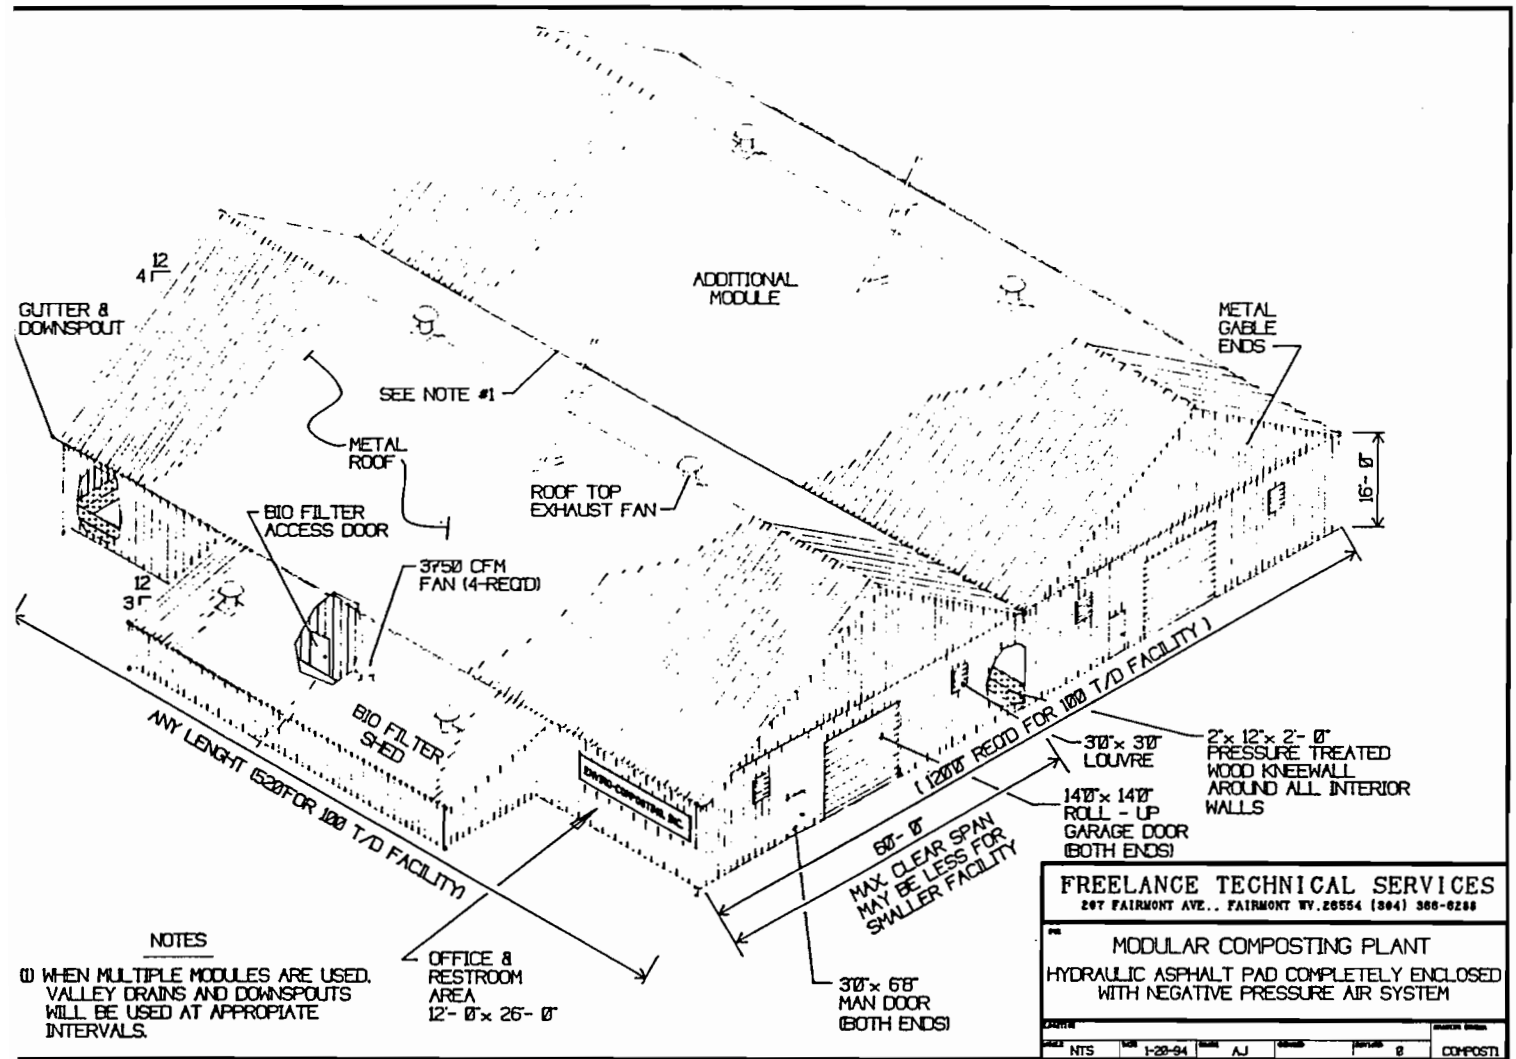 12
4
GUTTER &
DOWNSPOUT
ADDITIONAL
MODULE
METAL
GABLE
ENDS
SEE NOTE #1
METAL
ROOF
ROOF TOP
EXHAUST FAN
16'-0"
BIO FILTER
ACCESS DOOR
3750 CFM
FAN (4-REQ'D)
12
3
BIO FILTER
SHED
ANY LENGHT (520'FOR 100 T/D FACILITY)
ENVIRO-COMPOSTING, INC.
( 120'0" REQ'D FOR 100 T/D FACILITY )
60'-0"
MAX. CLEAR SPAN
MAY BE LESS FOR
SMALLER FACILITY
3'0"x 3'0"
LOUVRE
2"x 12"x 2'-0"
PRESSURE TREATED
WOOD KNEEWALL
AROUND ALL INTERIOR
WALLS
14'0"x 14'0"
ROLL - UP
GARAGE DOOR
(BOTH ENDS)
3'0"x 6'8"
MAN DOOR
(BOTH ENDS)
OFFICE &
RESTROOM
AREA
12'-0"x 26'-0"
NOTES
(1) WHEN MULTIPLE MODULES ARE USED,
VALLEY DRAINS AND DOWNSPOUTS
WILL BE USED AT APPROPIATE
INTERVALS.
FREELANCE TECHNICAL SERVICES
207 FAIRMONT AVE., FAIRMONT WV.26554 (304) 366-6288
MODULAR COMPOSTING PLANT
HYDRAULIC ASPHALT PAD COMPLETELY ENCLOSED
WITH NEGATIVE PRESSURE AIR SYSTEM
NTS 1-20-94 AJ 0 COMPOST1